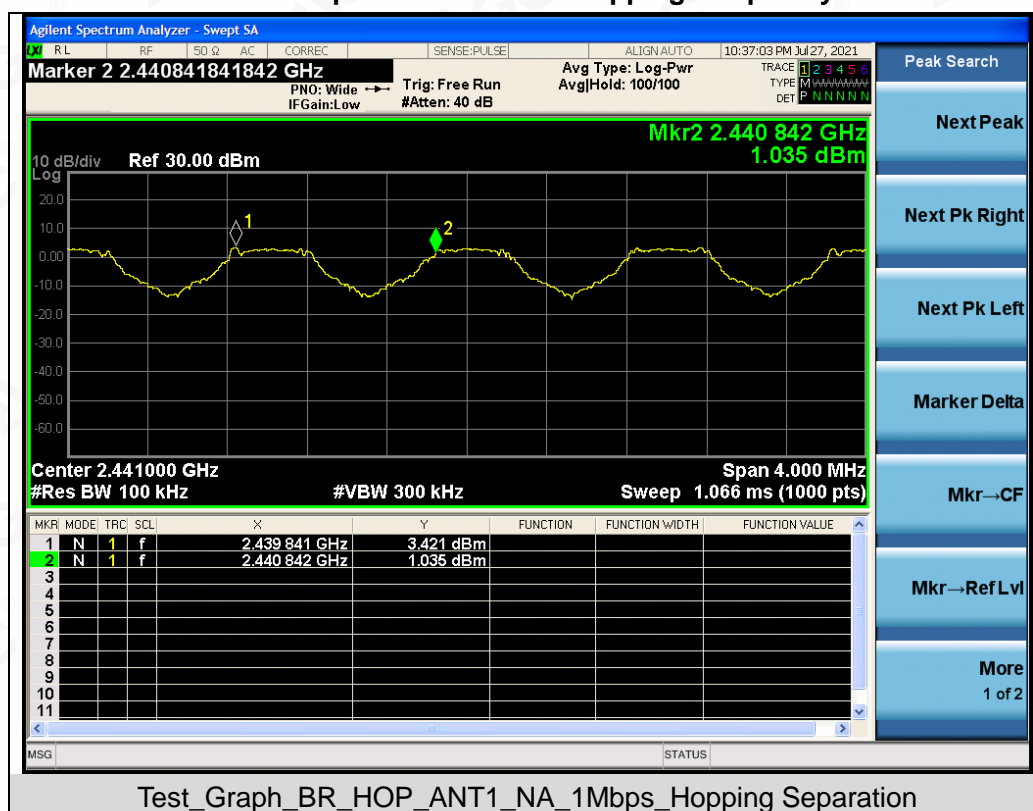 Agilent Spectrum Analyzer - Swept SA
LXI RL RF 50 Ω AC CORREC SENSE:PULSE ALIGN AUTO 10:37:03 PM Jul 27, 2021
Marker 2 2.440841841842 GHz
PNO: Wide
IFGain:Low
Trig: Free Run
#Atten: 40 dB
Avg Type: Log-Pwr
Avg|Hold: 100/100
TRACE 1 2 3 4 5 6
TYPE MWWWWW
DET P N N N N N
Peak Search
Next Peak
Next Pk Right
Next Pk Left
Marker Delta
Mkr→CF
Mkr→Ref Lvl
More
1 of 2
Mkr2 2.440 842 GHz
1.035 dBm
10 dB/div Ref 30.00 dBm
Log
20.0
10.0
0.00
-10.0
-20.0
-30.0
-40.0
-50.0
-60.0
1
2
Center 2.441000 GHz Span 4.000 MHz
#Res BW 100 kHz #VBW 300 kHz Sweep 1.066 ms (1000 pts)
MKR MODE TRC SCL X Y FUNCTION FUNCTION WIDTH FUNCTION VALUE
1 N 1 f 2.439 841 GHz 3.421 dBm
2 N 1 f 2.440 842 GHz 1.035 dBm
3
4
5
6
7
8
9
10
11
MSG STATUS
Test_Graph_BR_HOP_ANT1_NA_1Mbps_Hopping Separation